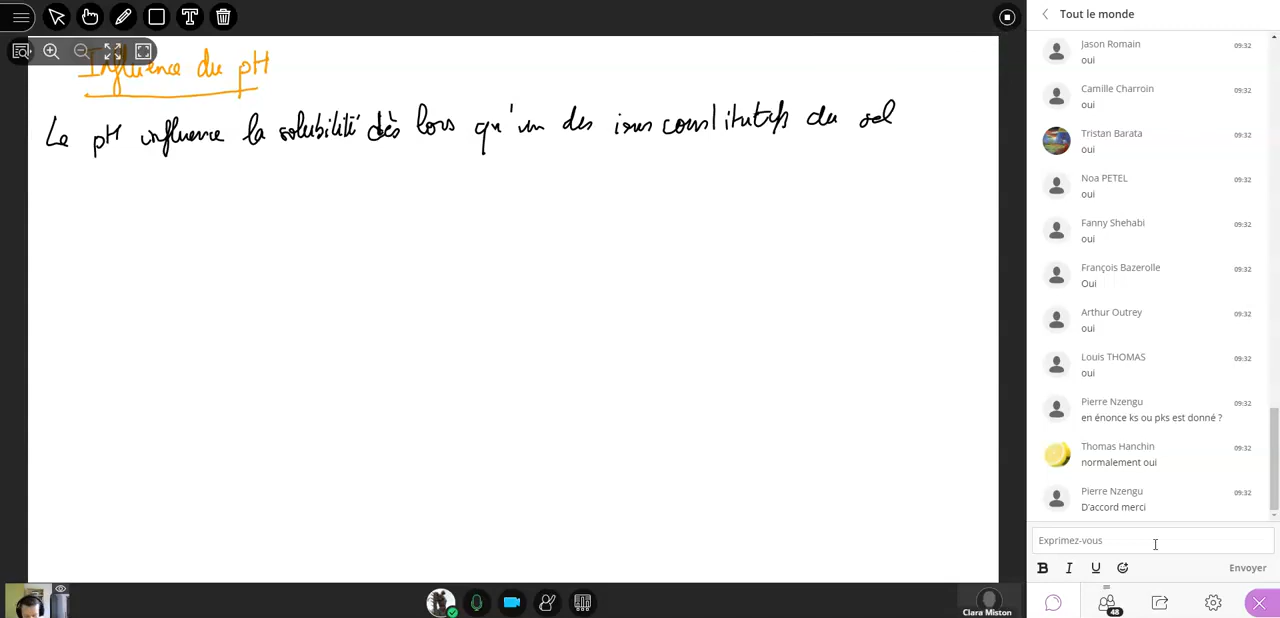 Influence du pH
Le pH influence la solubilité dès lors qu'un des ions constitutifs du sel
Tout le monde
Jason Romain 09:32
oui
Camille Charroin 09:32
oui
Tristan Barata 09:32
oui
Noa PETEL 09:32
oui
Fanny Shehabi 09:32
oui
François Bazerolle 09:32
Oui
Arthur Outrey 09:32
oui
Louis THOMAS 09:32
oui
Pierre Nzengu 09:32
en énonce ks ou pks est donné ?
Thomas Hanchin 09:32
normalement oui
Pierre Nzengu 09:32
D'accord merci
Exprimez-vous
B I U Envoyer
48
Clara Miston